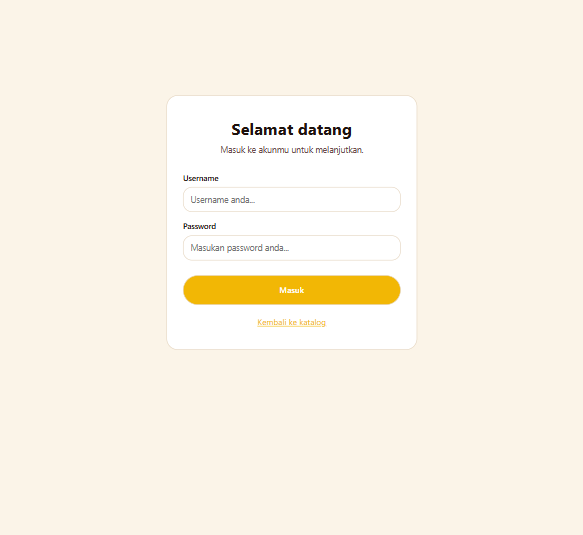 Selamat datang
Masuk ke akunmu untuk melanjutkan.
Username
Username anda...
Password
Masukan password anda...
Masuk
Kembali ke katalog